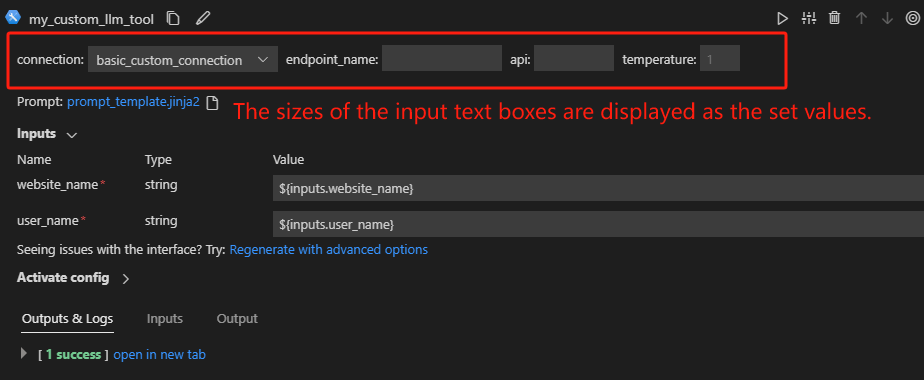 my_custom_llm_tool
connection: basic_custom_connection endpoint_name: api: temperature: 1
Prompt: prompt_template.jinja2
The sizes of the input text boxes are displayed as the set values.
Inputs
Name Type Value
website_name* string ${inputs.website_name}
user_name* string ${inputs.user_name}
Seeing issues with the interface? Try: Regenerate with advanced options
Activate config
Outputs & Logs Inputs Output
[ 1 success ] open in new tab